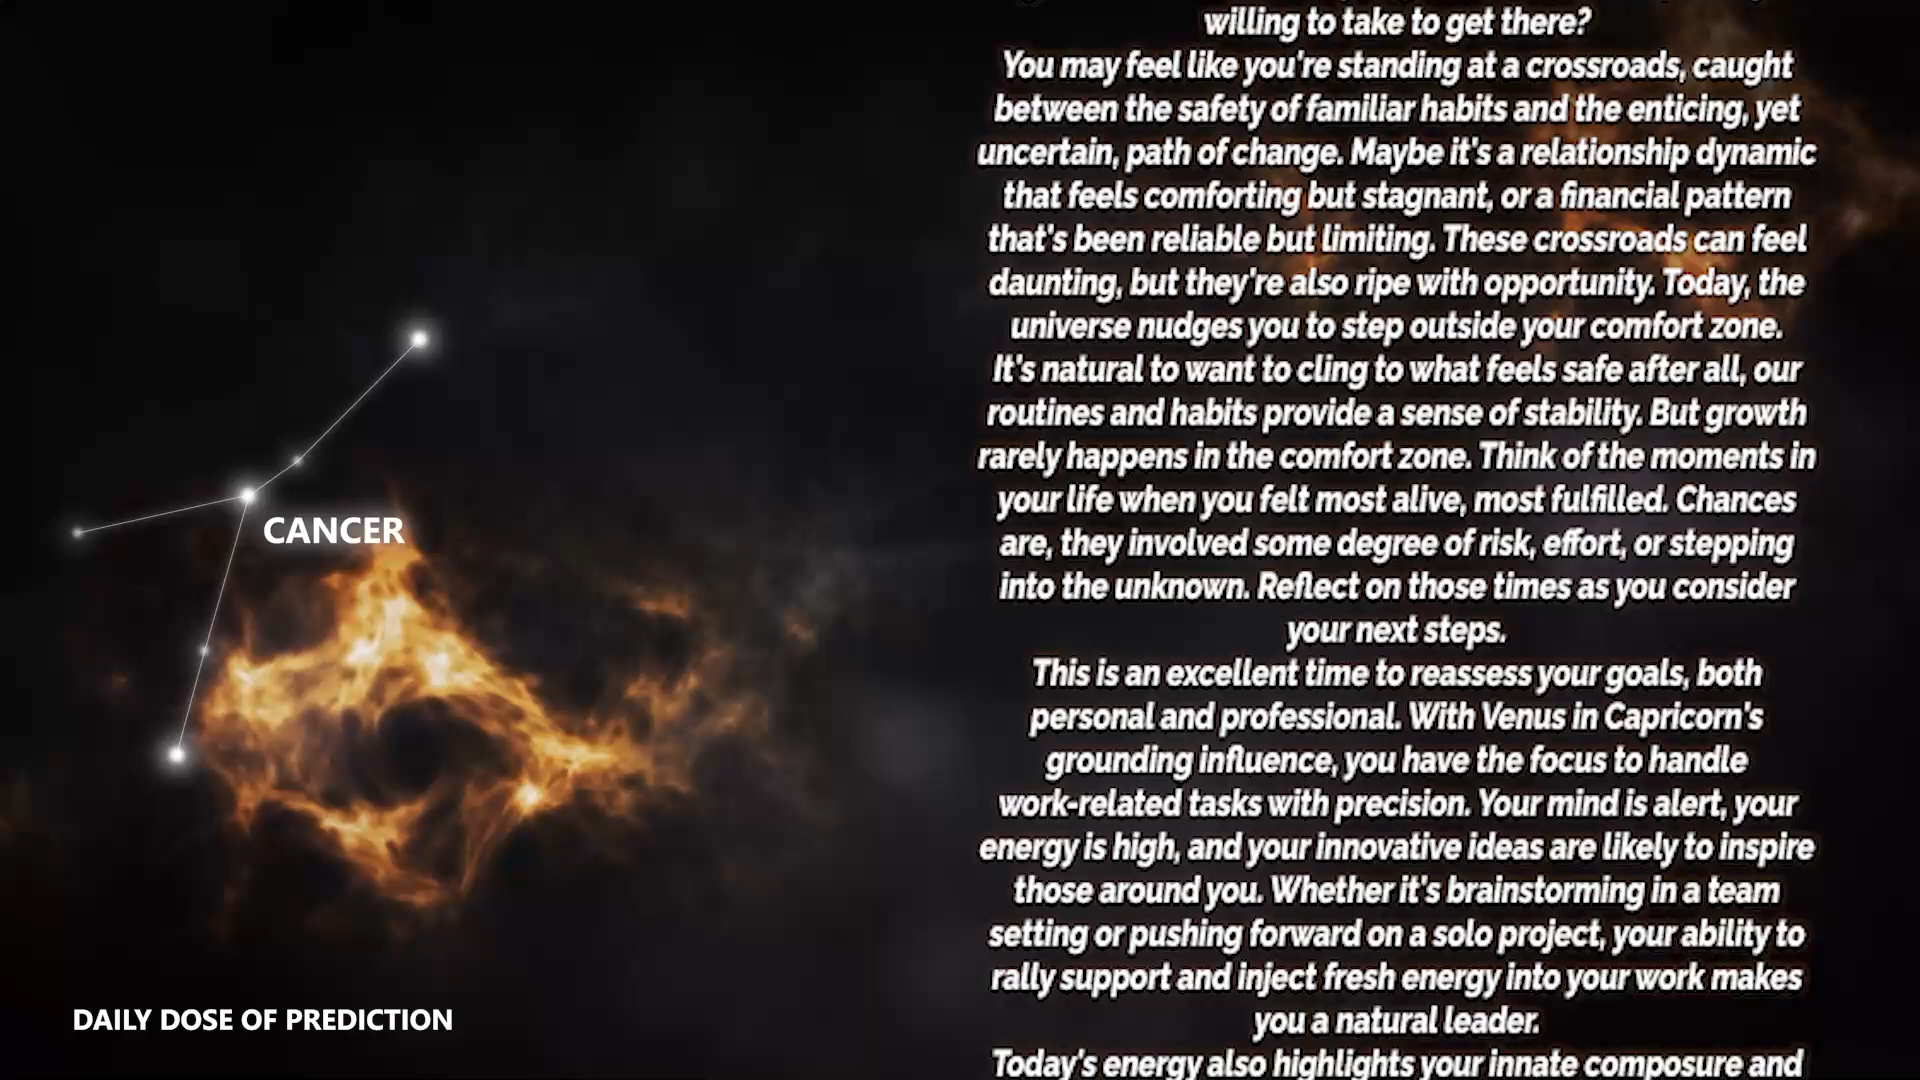 willing to take to get there?
You may feel like you're standing at a crossroads, caught
between the safety of familiar habits and the enticing, yet
uncertain, path of change. Maybe it's a relationship dynamic
that feels comforting but stagnant, or a financial pattern
that's been reliable but limiting. These crossroads can feel
daunting, but they're also ripe with opportunity. Today, the
universe nudges you to step outside your comfort zone.
It's natural to want to cling to what feels safe after all, our
routines and habits provide a sense of stability. But growth
rarely happens in the comfort zone. Think of the moments in
your life when you felt most alive, most fulfilled. Chances
are, they involved some degree of risk, effort, or stepping
into the unknown. Reflect on those times as you consider
your next steps.
This is an excellent time to reassess your goals, both
personal and professional. With Venus in Capricorn's
grounding influence, you have the focus to handle
work-related tasks with precision. Your mind is alert, your
energy is high, and your innovative ideas are likely to inspire
those around you. Whether it's brainstorming in a team
setting or pushing forward on a solo project, your ability to
rally support and inject fresh energy into your work makes
you a natural leader.
Today's energy also highlights your innate composure and
CANCER
DAILY DOSE OF PREDICTION